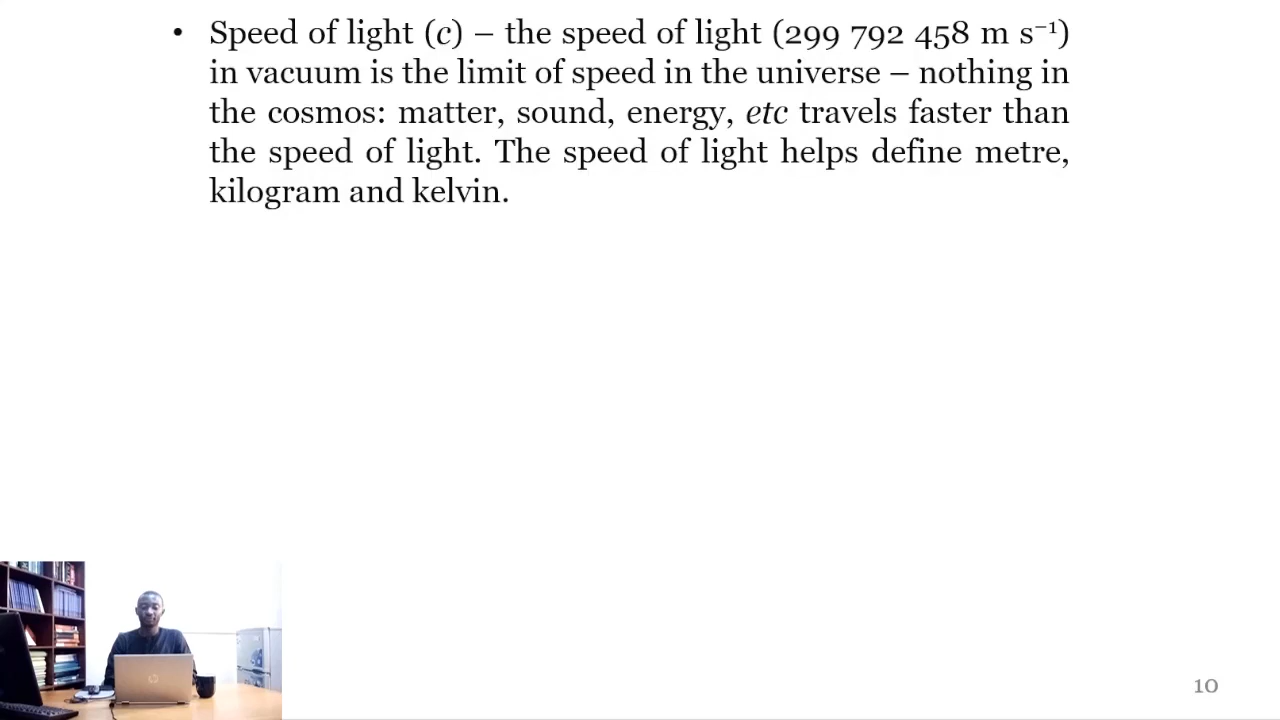 • Speed of light (c) – the speed of light (299 792 458 m s⁻¹)
in vacuum is the limit of speed in the universe – nothing in
the cosmos: matter, sound, energy, etc travels faster than
the speed of light. The speed of light helps define metre,
kilogram and kelvin.
10